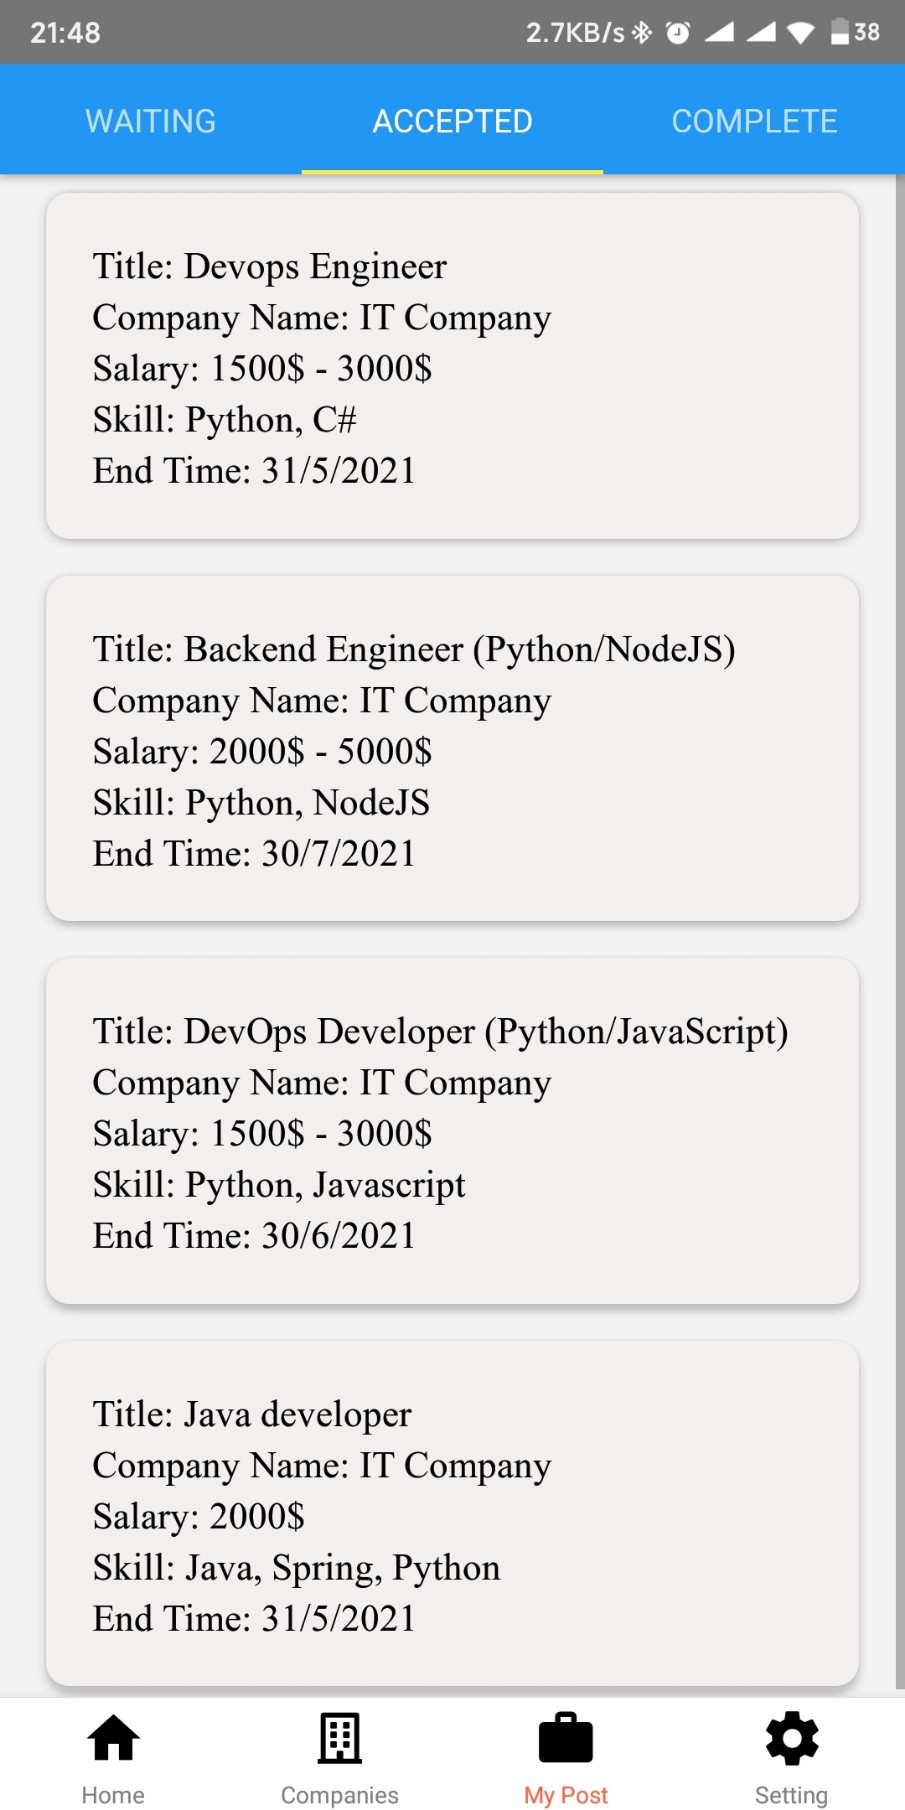 21:48 2.7KB/s 38
WAITING ACCEPTED COMPLETE
Title: Devops Engineer
Company Name: IT Company
Salary: 1500$ - 3000$
Skill: Python, C#
End Time: 31/5/2021
Title: Backend Engineer (Python/NodeJS)
Company Name: IT Company
Salary: 2000$ - 5000$
Skill: Python, NodeJS
End Time: 30/7/2021
Title: DevOps Developer (Python/JavaScript)
Company Name: IT Company
Salary: 1500$ - 3000$
Skill: Python, Javascript
End Time: 30/6/2021
Title: Java developer
Company Name: IT Company
Salary: 2000$
Skill: Java, Spring, Python
End Time: 31/5/2021
Home Companies My Post Setting